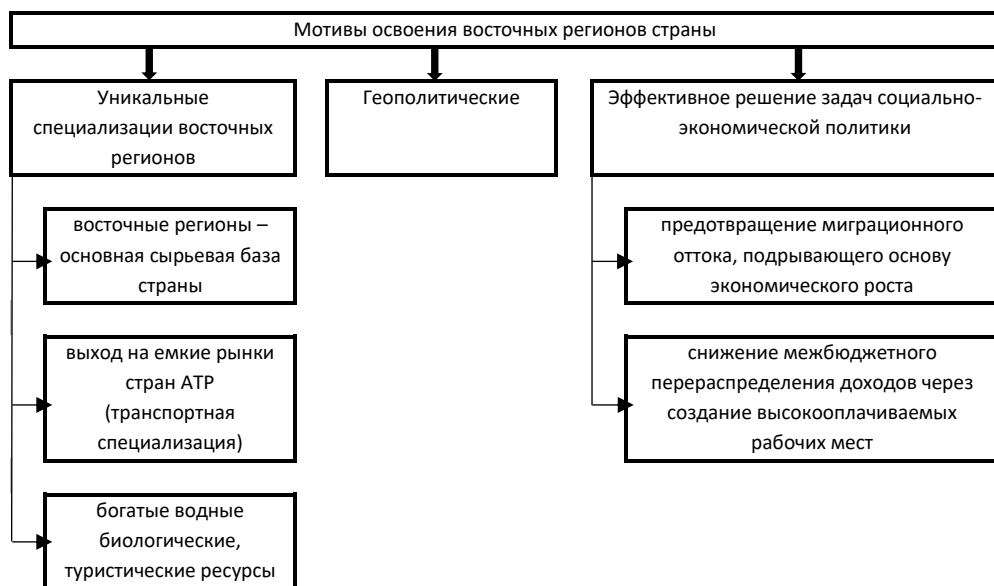 Мотивы освоения восточных регионов страны
Уникальные
специализации восточных
регионов
Геополитические
Эффективное решение задач социально-
экономической политики
восточные регионы –
основная сырьевая база
страны
предотвращение миграционного
оттока, подрывающего основу
экономического роста
выход на емкие рынки
стран АТР
(транспортная
специализация)
снижение межбюджетного
перераспределения доходов через
создание высокооплачиваемых
рабочих мест
богатые водные
биологические,
туристические ресурсы